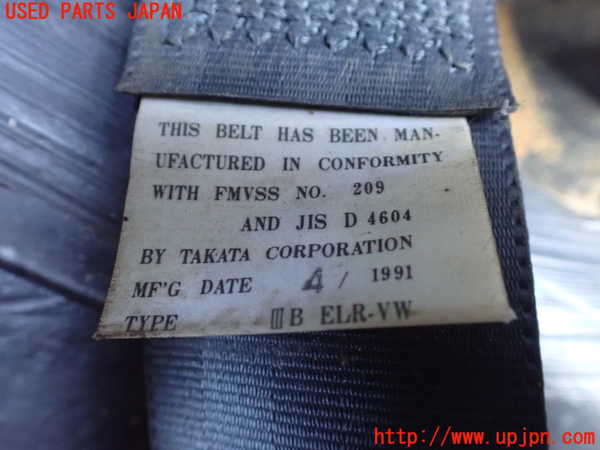 USED PARTS JAPAN
THIS BELT HAS BEEN MAN-
UFACTURED IN CONFORMITY
WITH FMVSS NO. 209
AND JIS D 4604
BY TAKATA CORPORATION
MF'G DATE 4/ 1991
TYPE ⅢB ELR-VW
http://www.upjpn.com/